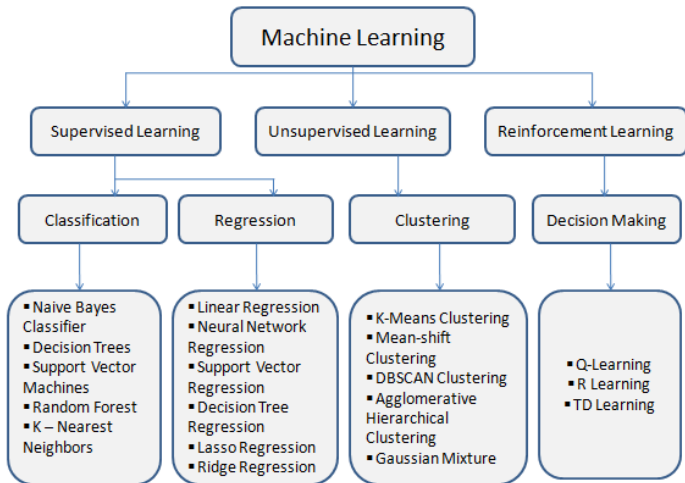 Machine Learning
Supervised Learning
Unsupervised Learning
Reinforcement Learning
Classification
Regression
Clustering
Decision Making
▪ Naive Bayes
Classifier
▪ Decision Trees
▪ Support Vector
Machines
▪ Random Forest
▪ K – Nearest
Neighbors
▪ Linear Regression
▪ Neural Network
Regression
▪ Support Vector
Regression
▪ Decision Tree
Regression
▪ Lasso Regression
▪ Ridge Regression
▪ K-Means Clustering
▪ Mean-shift
Clustering
▪ DBSCAN Clustering
▪ Agglomerative
Hierarchical
Clustering
▪ Gaussian Mixture
▪ Q-Learning
▪ R Learning
▪ TD Learning